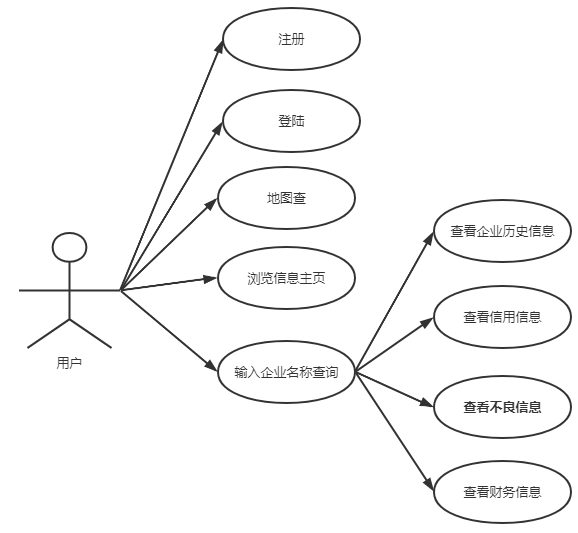 注册
登陆
地图查
浏览信息主页
输入企业名称查询
用户
查看企业历史信息
查看信用信息
查看不良信息
查看财务信息